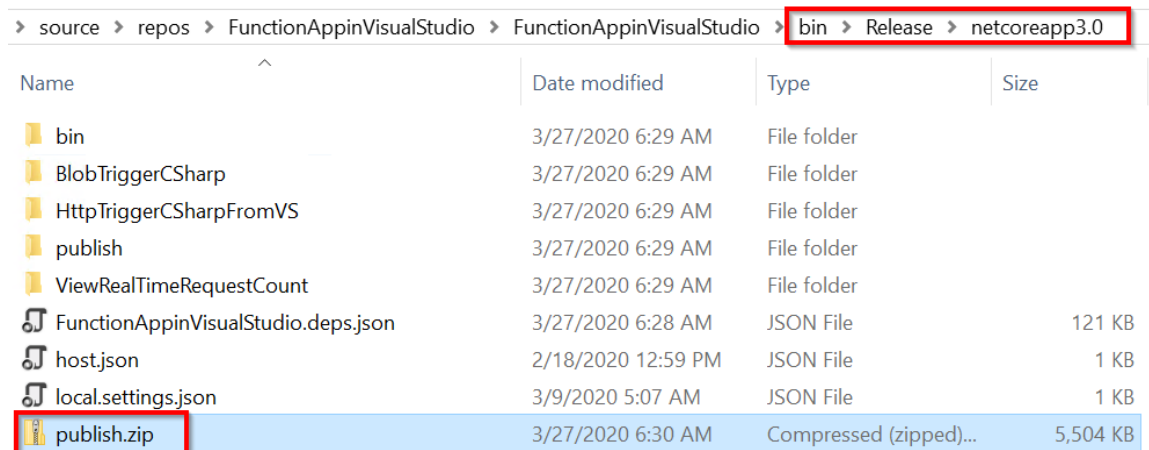 > source > repos > FunctionAppinVisualStudio > FunctionAppinVisualStudio > bin > Release > netcoreapp3.0
Name Date modified Type Size
bin 3/27/2020 6:29 AM File folder
BlobTriggerCSharp 3/27/2020 6:29 AM File folder
HttpTriggerCSharpFromVS 3/27/2020 6:29 AM File folder
publish 3/27/2020 6:29 AM File folder
ViewRealTimeRequestCount 3/27/2020 6:29 AM File folder
FunctionAppinVisualStudio.deps.json 3/27/2020 6:28 AM JSON File 121 KB
host.json 2/18/2020 12:59 PM JSON File 1 KB
local.settings.json 3/9/2020 5:07 AM JSON File 1 KB
publish.zip 3/27/2020 6:30 AM Compressed (zipped)... 5,504 KB